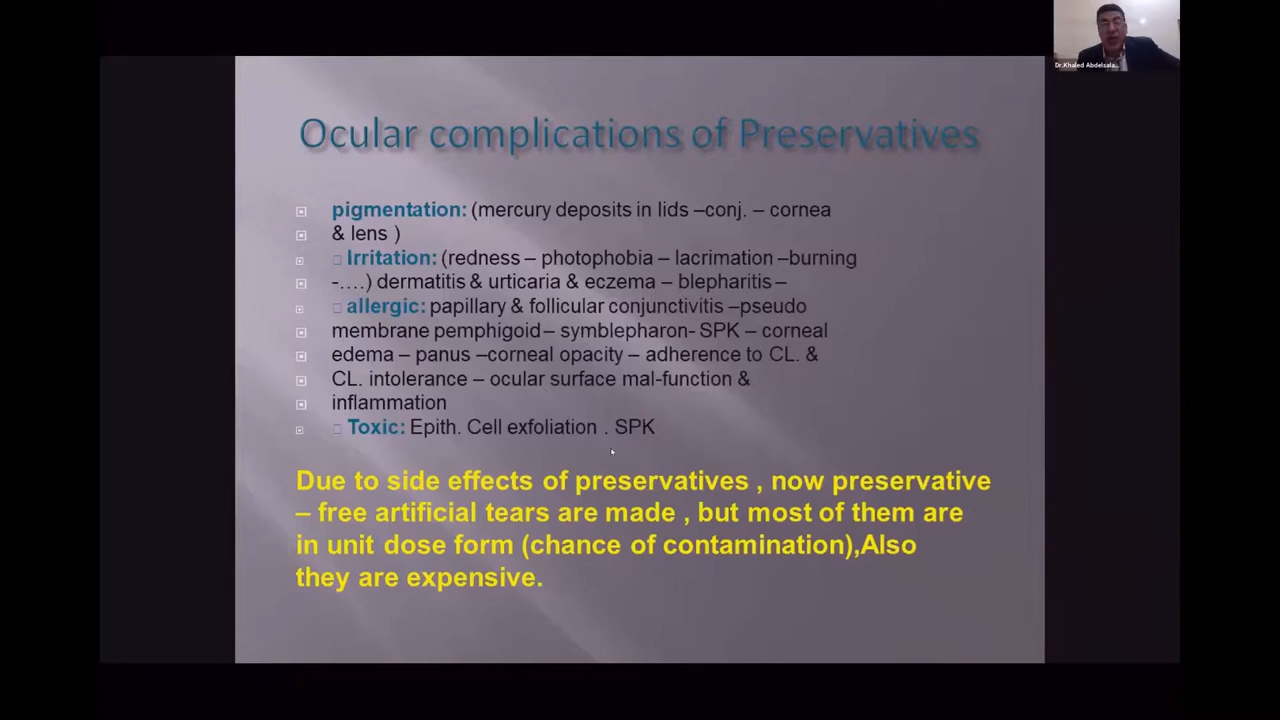 Dr.Khaled Abdelsala...
Ocular complications of Preservatives
pigmentation: (mercury deposits in lids –conj. – cornea
& lens )
Irritation: (redness – photophobia – lacrimation –burning
-….) dermatitis & urticaria & eczema – blepharitis –
allergic: papillary & follicular conjunctivitis –pseudo
membrane pemphigoid – symblepharon- SPK – corneal
edema – panus –corneal opacity – adherence to CL. &
CL. intolerance – ocular surface mal-function &
inflammation
Toxic: Epith. Cell exfoliation . SPK
Due to side effects of preservatives , now preservative
– free artificial tears are made , but most of them are
in unit dose form (chance of contamination),Also
they are expensive.